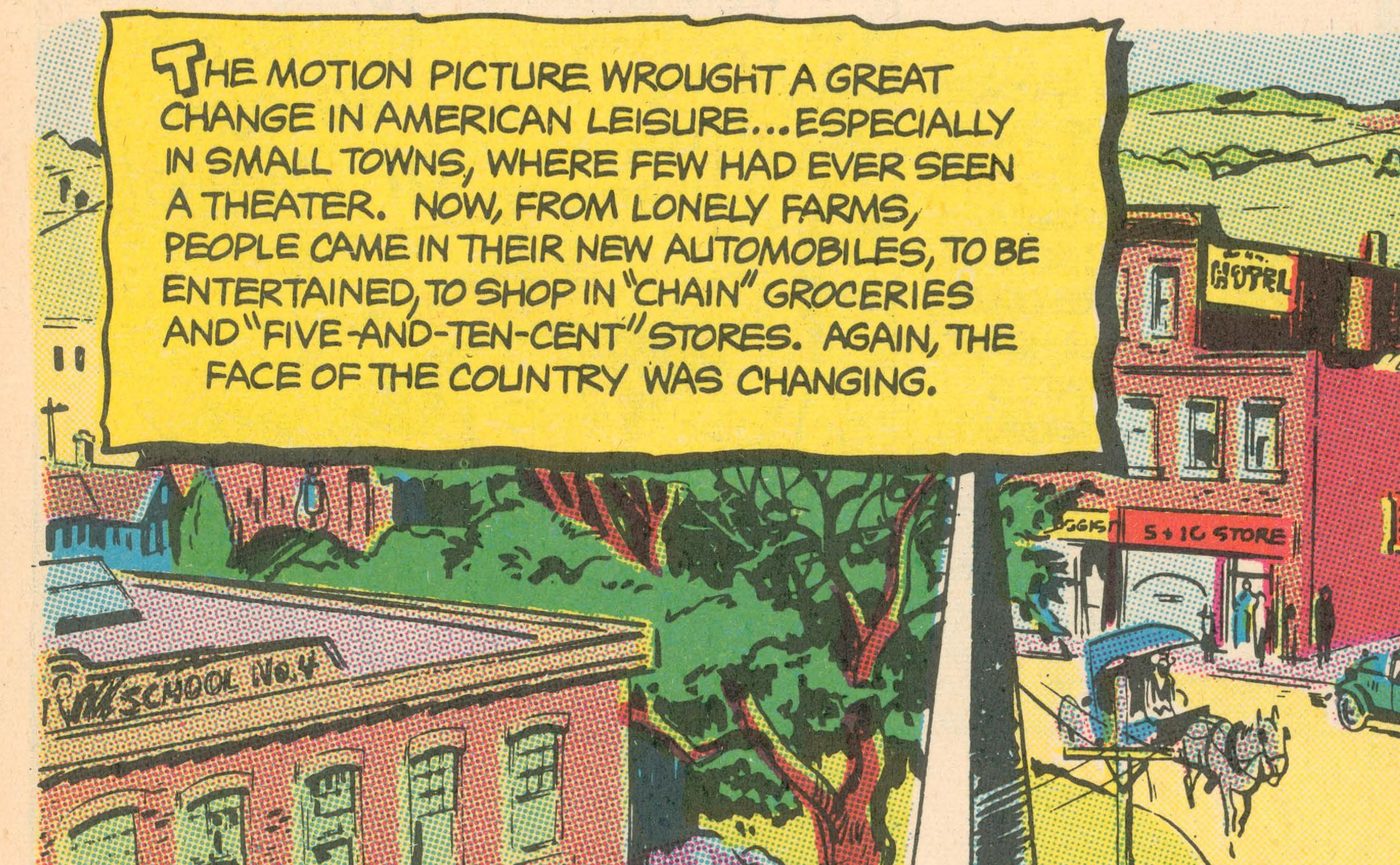 THE MOTION PICTURE WROUGHT A GREAT
CHANGE IN AMERICAN LEISURE...ESPECIALLY
IN SMALL TOWNS, WHERE FEW HAD EVER SEEN
A THEATER. NOW, FROM LONELY FARMS,
PEOPLE CAME IN THEIR NEW AUTOMOBILES, TO BE
ENTERTAINED, TO SHOP IN "CHAIN" GROCERIES
AND "FIVE-AND-TEN-CENT" STORES. AGAIN, THE
FACE OF THE COUNTRY WAS CHANGING.
HOTEL
GGIST
5 + 10 STORE
SCHOOL No. 4